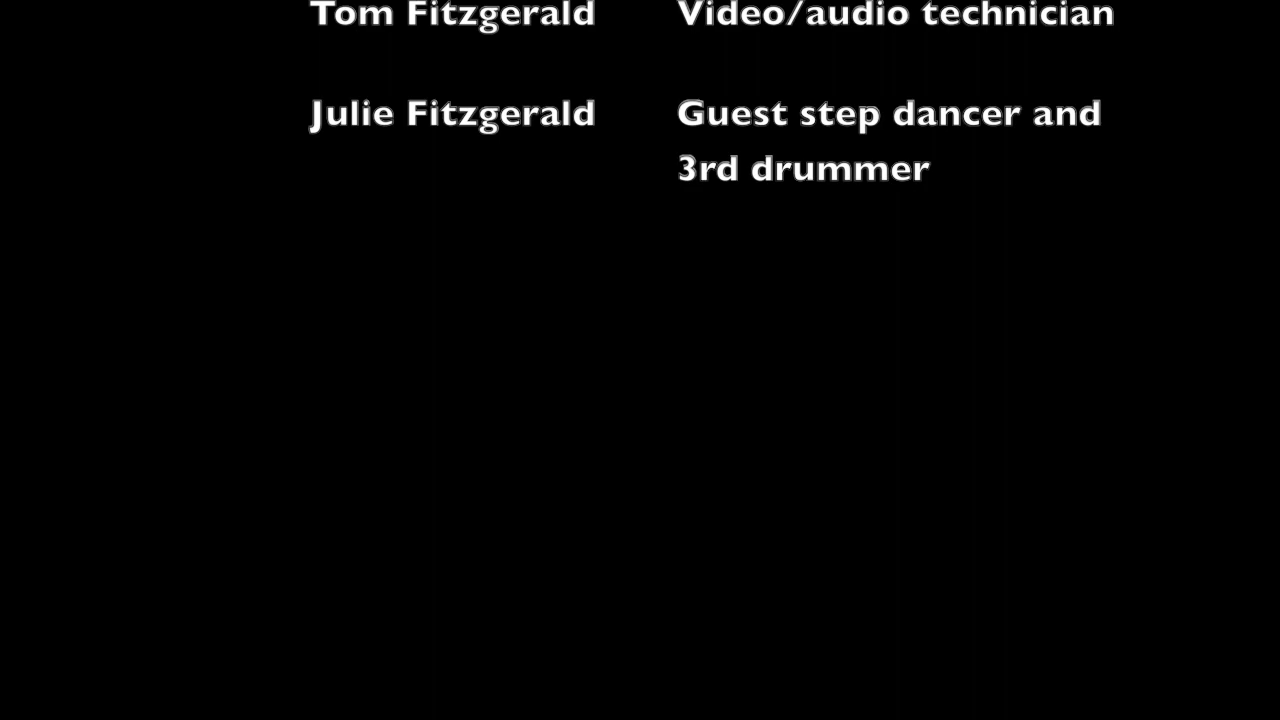 Tom Fitzgerald Video/audio technician
Julie Fitzgerald Guest step dancer and
3rd drummer